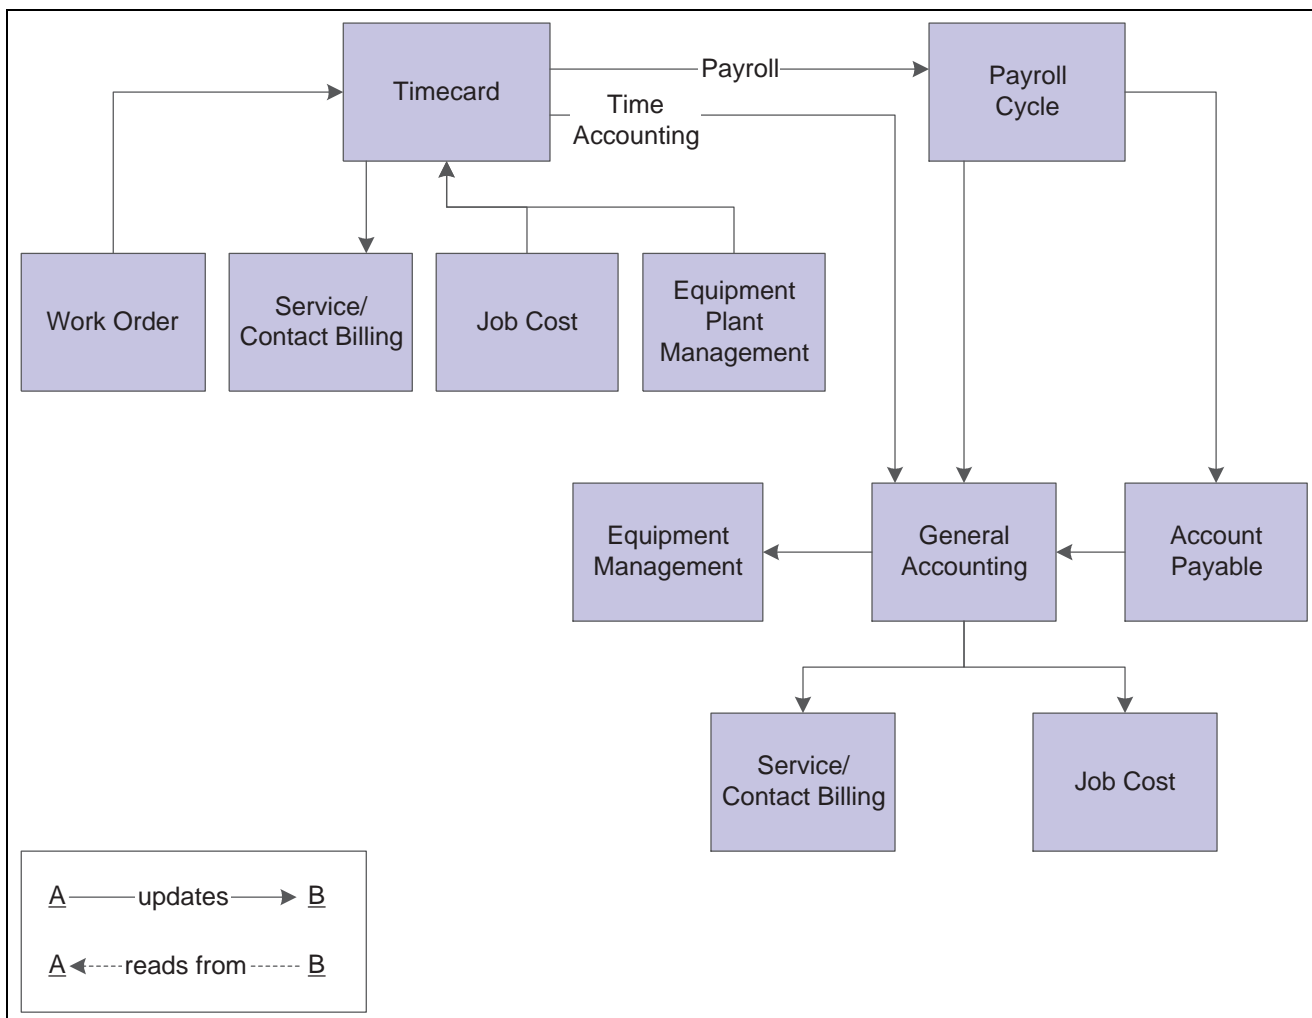 Timecard
Payroll
Payroll
Cycle
Time
Accounting
Work Order
Service/
Contact Billing
Job Cost
Equipment
Plant
Management
Equipment
Management
General
Accounting
Account
Payable
Service/
Contact Billing
Job Cost
A updates B
A reads from B